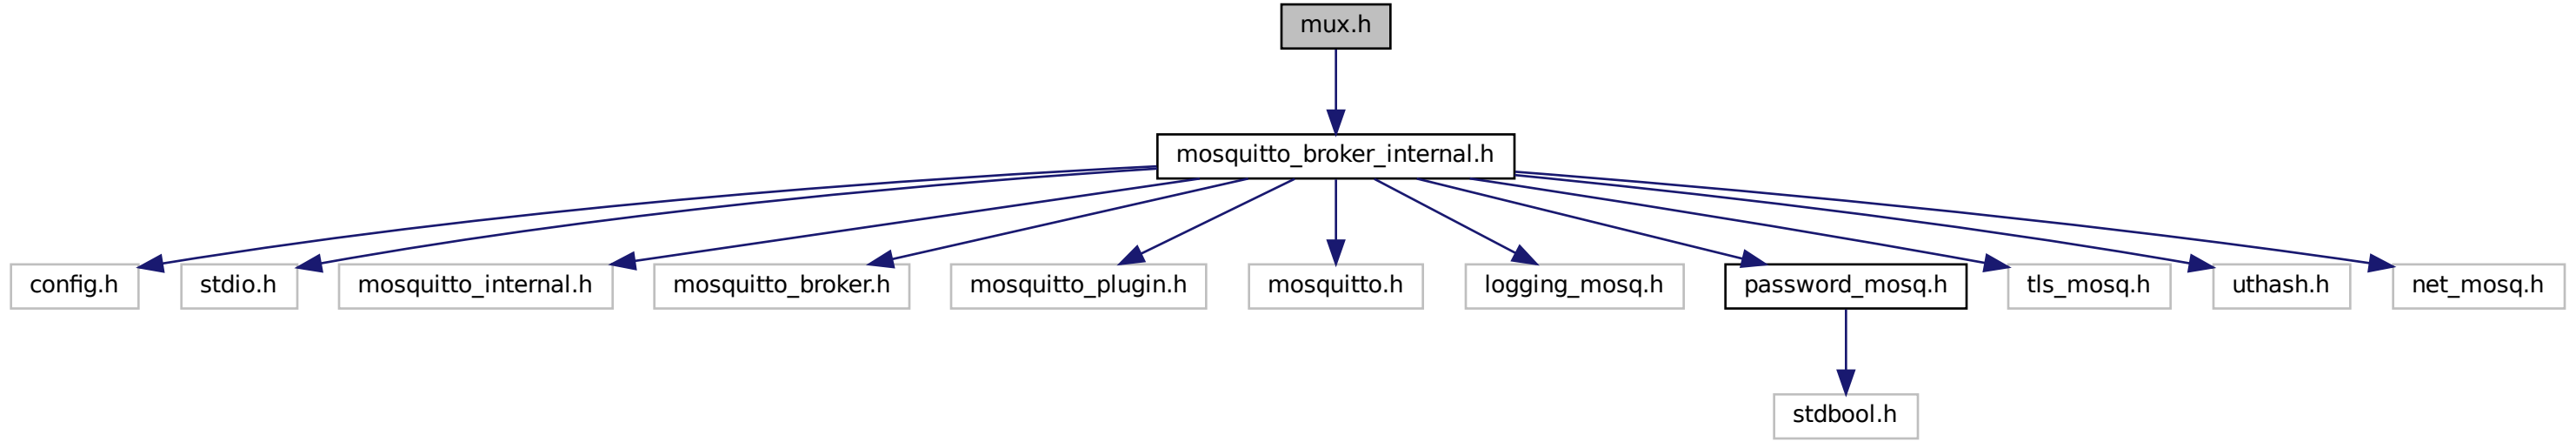 mux.h
mosquitto_broker_internal.h
config.h
stdio.h
mosquitto_internal.h
mosquitto_broker.h
mosquitto_plugin.h
mosquitto.h
logging_mosq.h
password_mosq.h
tls_mosq.h
uthash.h
net_mosq.h
stdbool.h